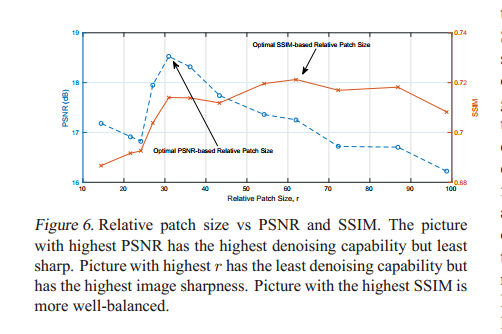 19
0.74
Optimal SSIM-based Relative Patch Size
18
0.72
PSNR (dB)
SSIM
17
0.7
Optimal PSNR-based Relative Patch Size
16
0.68
10 20 30 40 50 60 70 80 90 100
Relative Patch Size, r
Figure 6. Relative patch size vs PSNR and SSIM. The picture
with highest PSNR has the highest denoising capability but least
sharp. Picture with highest r has the least denoising capability but
has the highest image sharpness. Picture with the highest SSIM is
more well-balanced.